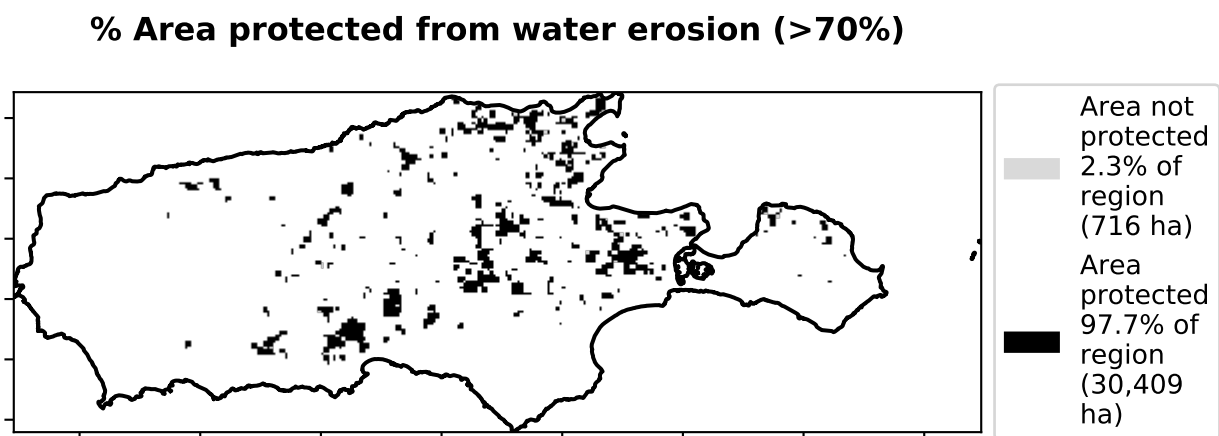 % Area protected from water erosion (>70%)
Area not
protected
2.3% of
region
(716 ha)
Area
protected
97.7% of
region
(30,409
ha)